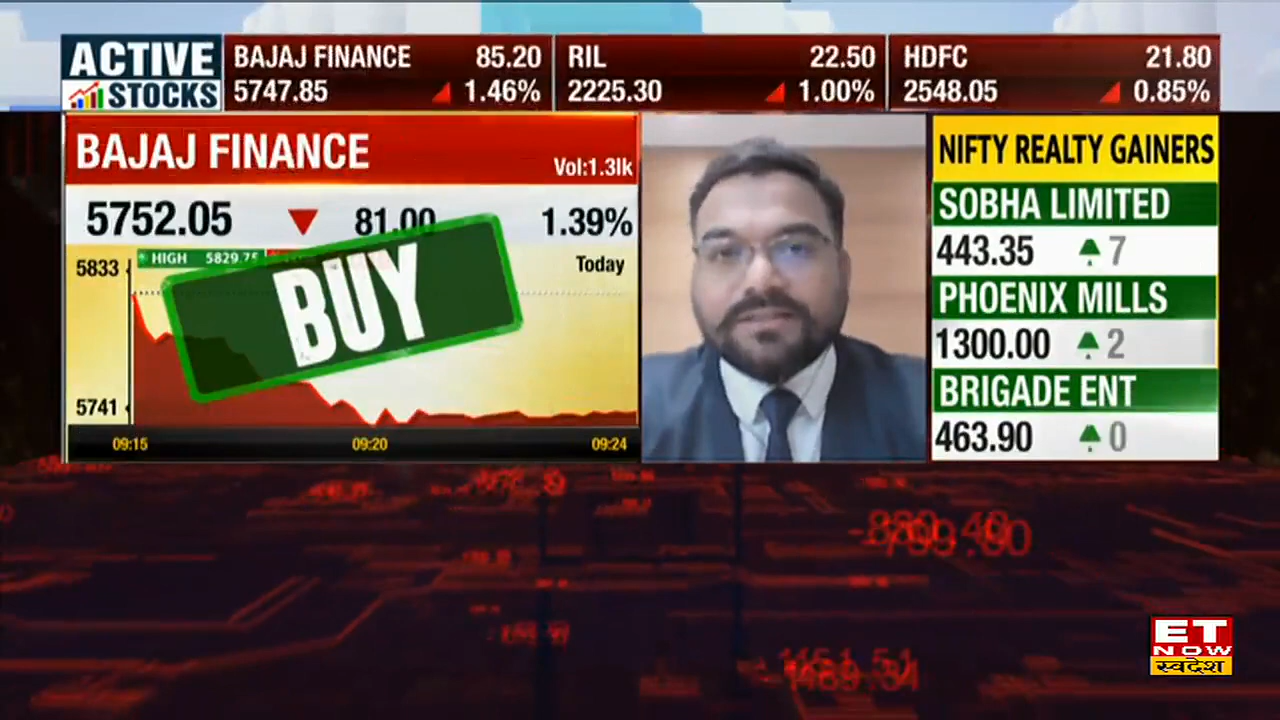 ACTIVE
STOCKS
BAJAJ FINANCE 85.20
5747.85 1.46%
RIL 22.50
2225.30 1.00%
HDFC 21.80
2548.05 0.85%
BAJAJ FINANCE
Vol:1.3lk
5752.05 81.00 1.39%
HIGH 5829.75
Today
5833
5741
BUY
09:15 09:20 09:24
NIFTY REALTY GAINERS
SOBHA LIMITED
443.35 7
PHOENIX MILLS
1300.00 2
BRIGADE ENT
463.90 0
ET
NOW
स्वदेश